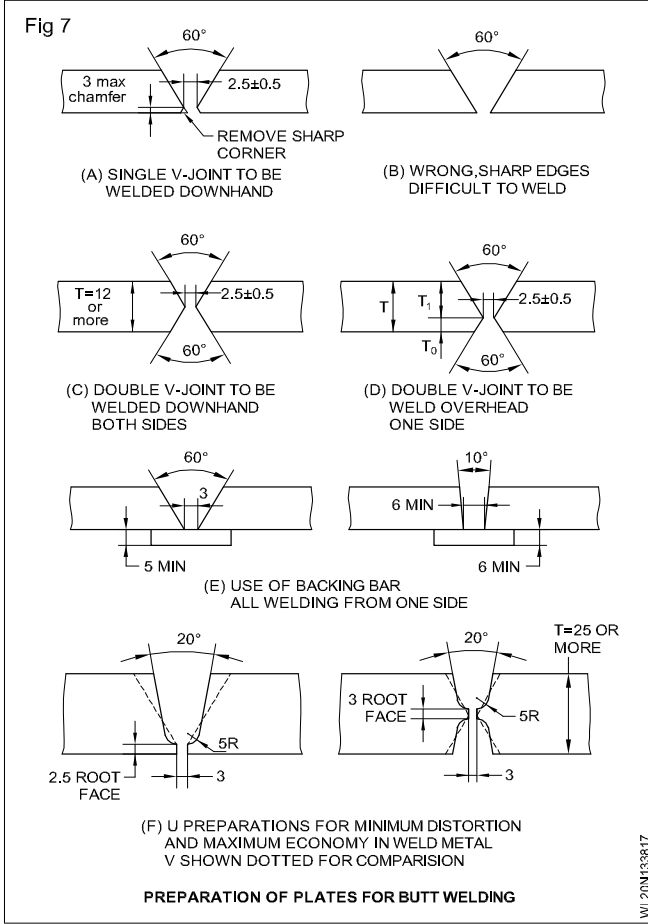 Fig 7
60°
3 max
chamfer
2.5±0.5
REMOVE SHARP
CORNER
(A) SINGLE V-JOINT TO BE
WELDED DOWNHAND
60°
(B) WRONG,SHARP EDGES
DIFFICULT TO WELD
60°
T=12
or
more
2.5±0.5
60°
(C) DOUBLE V-JOINT TO BE
WELDED DOWNHAND
BOTH SIDES
60°
T
T1
2.5±0.5
T0
60°
(D) DOUBLE V-JOINT TO BE
WELD OVERHEAD
ONE SIDE
60°
3
5 MIN
10°
6 MIN
6 MIN
(E) USE OF BACKING BAR
ALL WELDING FROM ONE SIDE
20°
5R
2.5 ROOT
FACE
3
20°
T=25 OR
MORE
3 ROOT
FACE
5R
3
(F) U PREPARATIONS FOR MINIMUM DISTORTION
AND MAXIMUM ECONOMY IN WELD METAL
V SHOWN DOTTED FOR COMPARISION
PREPARATION OF PLATES FOR BUTT WELDING
WL20N133817